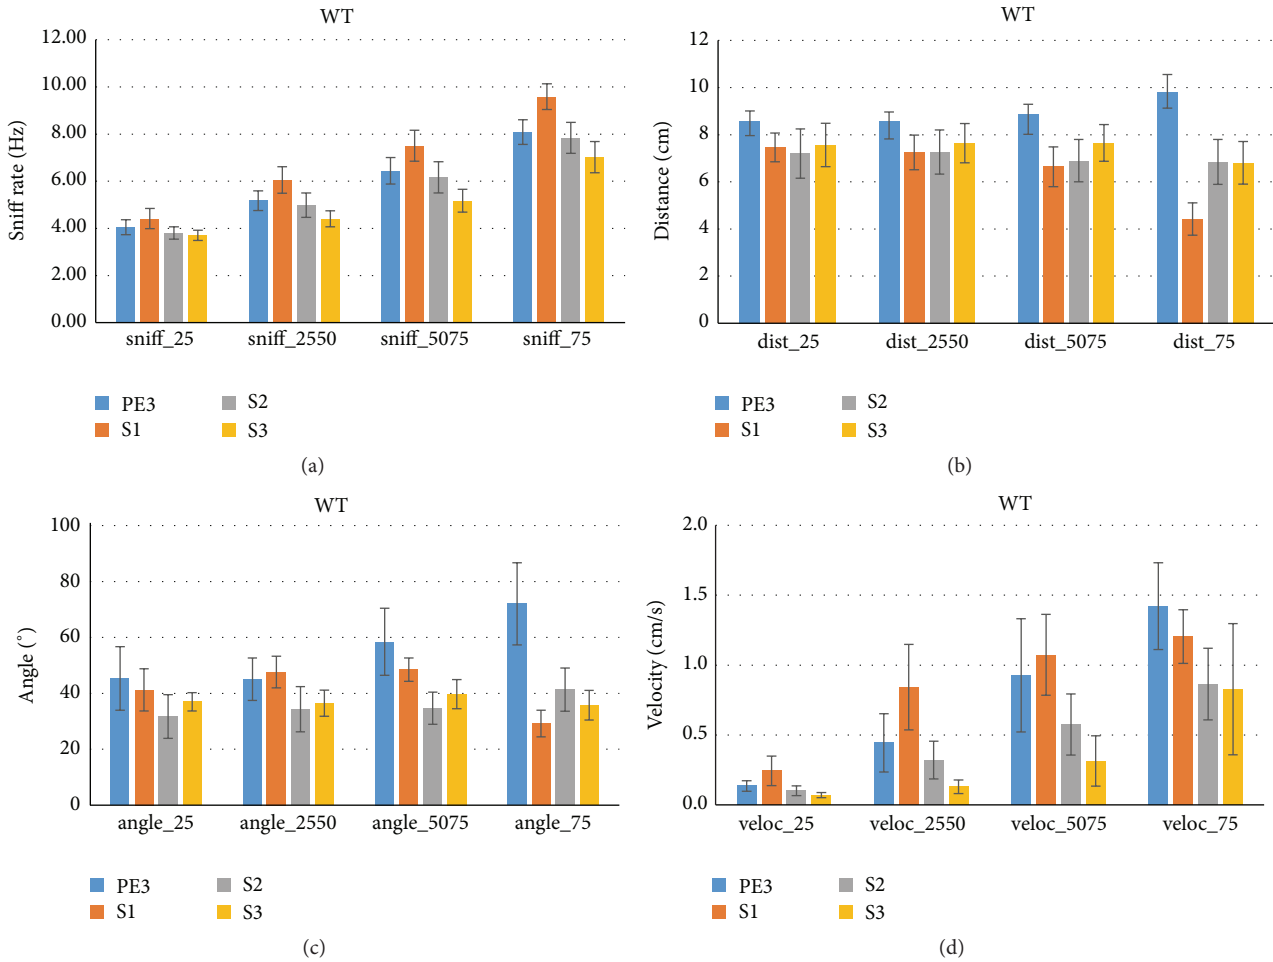 WT
12.00
10.00
8.00
6.00
4.00
2.00
0.00
Sniff rate (Hz)
sniff_25 sniff_2550 sniff_5075 sniff_75
PE3 S2
S1 S3
(a)
WT
12
10
8
6
4
2
0
Distance (cm)
dist_25 dist_2550 dist_5075 dist_75
PE3 S2
S1 S3
(b)
WT
100
80
60
40
20
0
Angle (°)
angle_25 angle_2550 angle_5075 angle_75
PE3 S2
S1 S3
(c)
WT
2.0
1.5
1.0
0.5
0.0
Velocity (cm/s)
veloc_25 veloc_2550 veloc_5075 veloc_75
PE3 S2
S1 S3
(d)